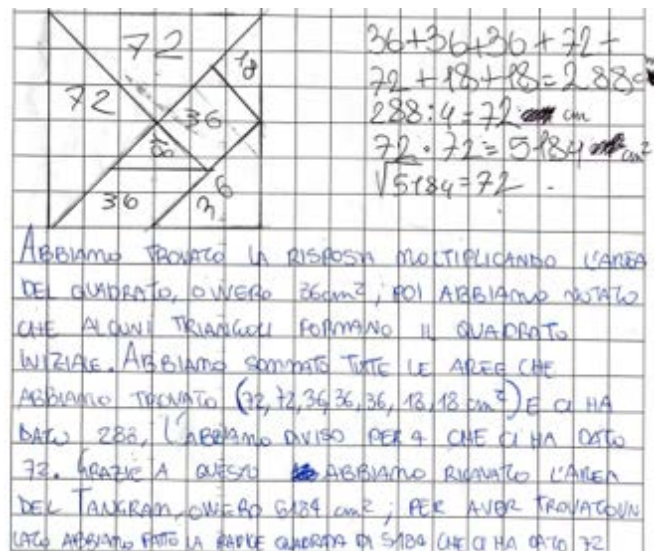 72
72
18
36
18
36
36
36+36+36+72+
72+18+18=288
288:4=72 cm
72·72=5184 cm²
√5184=72
ABBIAMO TROVATO LA RISPOSTA MOLTIPLICANDO L'AREA
DEL QUADRATO, OVVERO 36cm², POI ABBIAMO NOTATO
CHE ALCUNI TRIANGOLI FORMANO IL QUADRATO
INIZIALE. ABBIAMO SOMMATO TUTTE LE AREE CHE
ABBIAMO TROVATO (72,72,36,36,36,18,18 cm²) E CI HA
DATO 288, L'ABBIAMO DIVISO PER 4 CHE CI HA DATO
72. GRAZIE A QUESTO ABBIAMO RICAVATO L'AREA
DEL TANGRAM, OVVERO 5184 cm², PER AVER TROVATO UN
LATO ABBIAMO FATTO LA RADICE QUADRATA DI 5184 CHE CI HA DATO 72